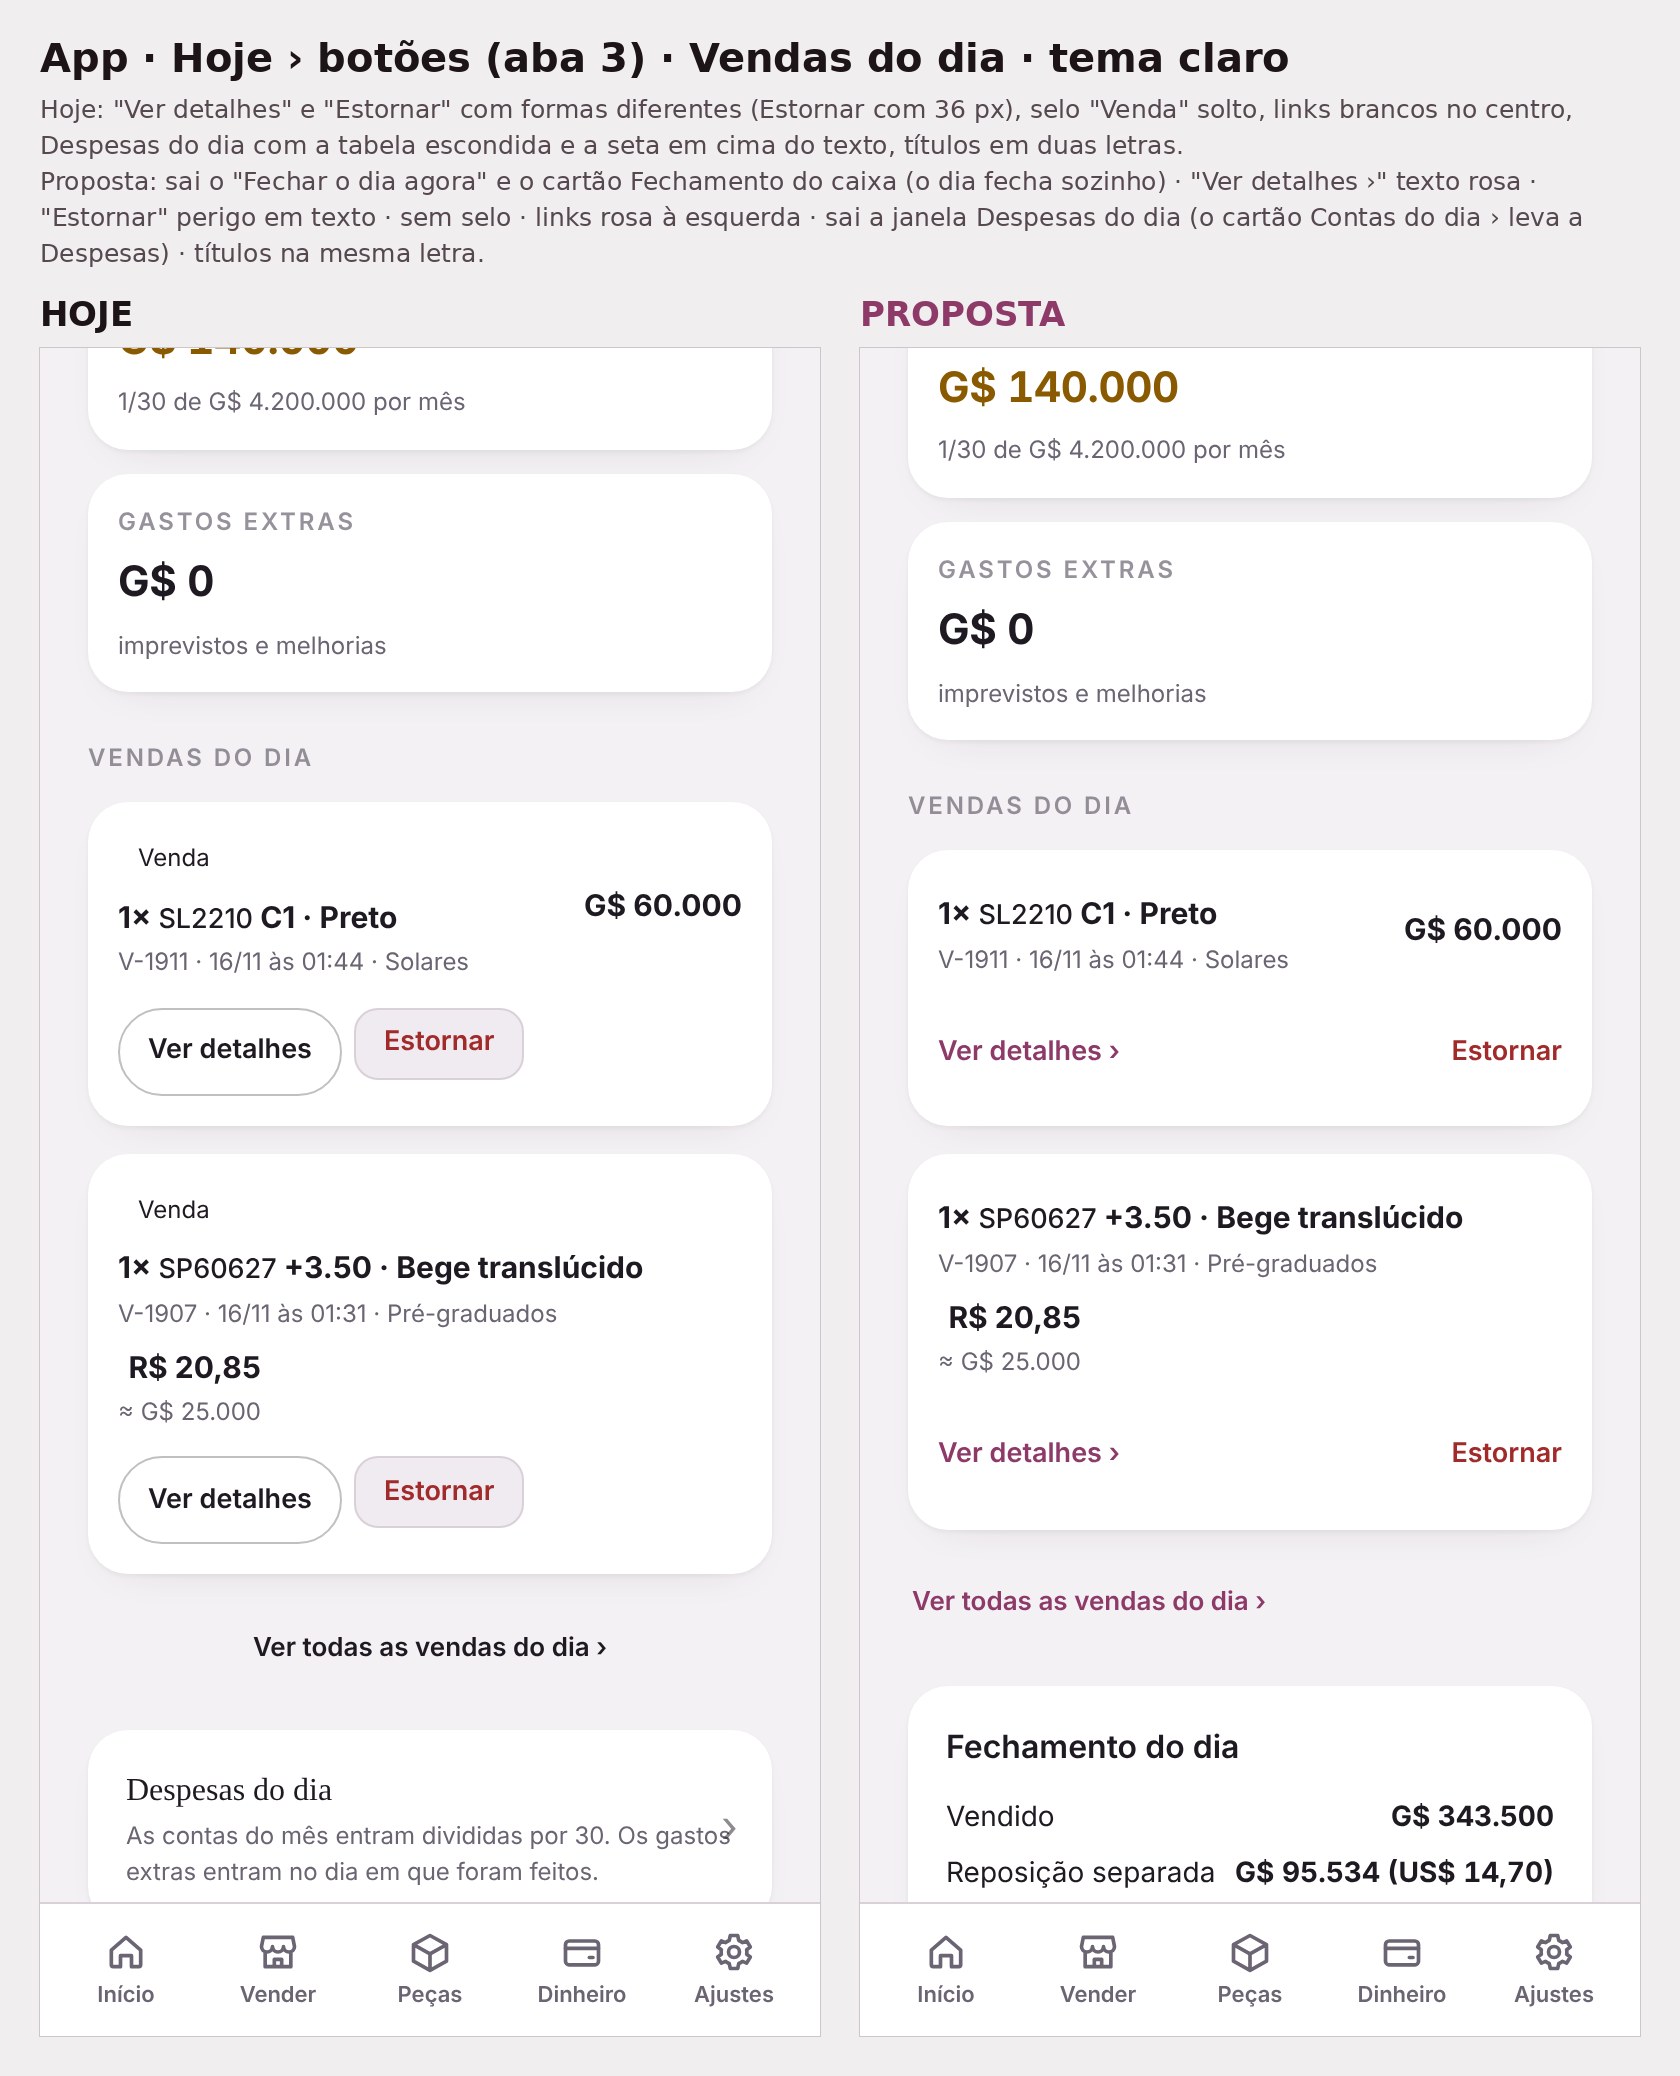 App · Hoje › botões (aba 3) · Vendas do dia · tema claro
Hoje: "Ver detalhes" e "Estornar" com formas diferentes (Estornar com 36 px), selo "Venda" solto, links brancos no centro,
Despesas do dia com a tabela escondida e a seta em cima do texto, títulos em duas letras.
Proposta: sai o "Fechar o dia agora" e o cartão Fechamento do caixa (o dia fecha sozinho) · "Ver detalhes ›" texto rosa ·
"Estornar" perigo em texto · sem selo · links rosa à esquerda · sai a janela Despesas do dia (o cartão Contas do dia › leva a
Despesas) · títulos na mesma letra.
HOJE
1/30 de G$ 4.200.000 por mês
GASTOS EXTRAS
G$ 0
imprevistos e melhorias
VENDAS DO DIA
Venda
1× SL2210 C1 · Preto
G$ 60.000
V-1911 · 16/11 às 01:44 · Solares
Ver detalhes
Estornar
Venda
1× SP60627 +3.50 · Bege translúcido
V-1907 · 16/11 às 01:31 · Pré-graduados
R$ 20,85
≈ G$ 25.000
Ver detalhes
Estornar
Ver todas as vendas do dia ›
Despesas do dia
As contas do mês entram divididas por 30. Os gastos ›
extras entram no dia em que foram feitos.
Início
Vender
Peças
Dinheiro
Ajustes
PROPOSTA
G$ 140.000
1/30 de G$ 4.200.000 por mês
GASTOS EXTRAS
G$ 0
imprevistos e melhorias
VENDAS DO DIA
1× SL2210 C1 · Preto
G$ 60.000
V-1911 · 16/11 às 01:44 · Solares
Ver detalhes ›
Estornar
1× SP60627 +3.50 · Bege translúcido
V-1907 · 16/11 às 01:31 · Pré-graduados
R$ 20,85
≈ G$ 25.000
Ver detalhes ›
Estornar
Ver todas as vendas do dia ›
Fechamento do dia
Vendido G$ 343.500
Reposição separada G$ 95.534 (US$ 14,70)
Início
Vender
Peças
Dinheiro
Ajustes